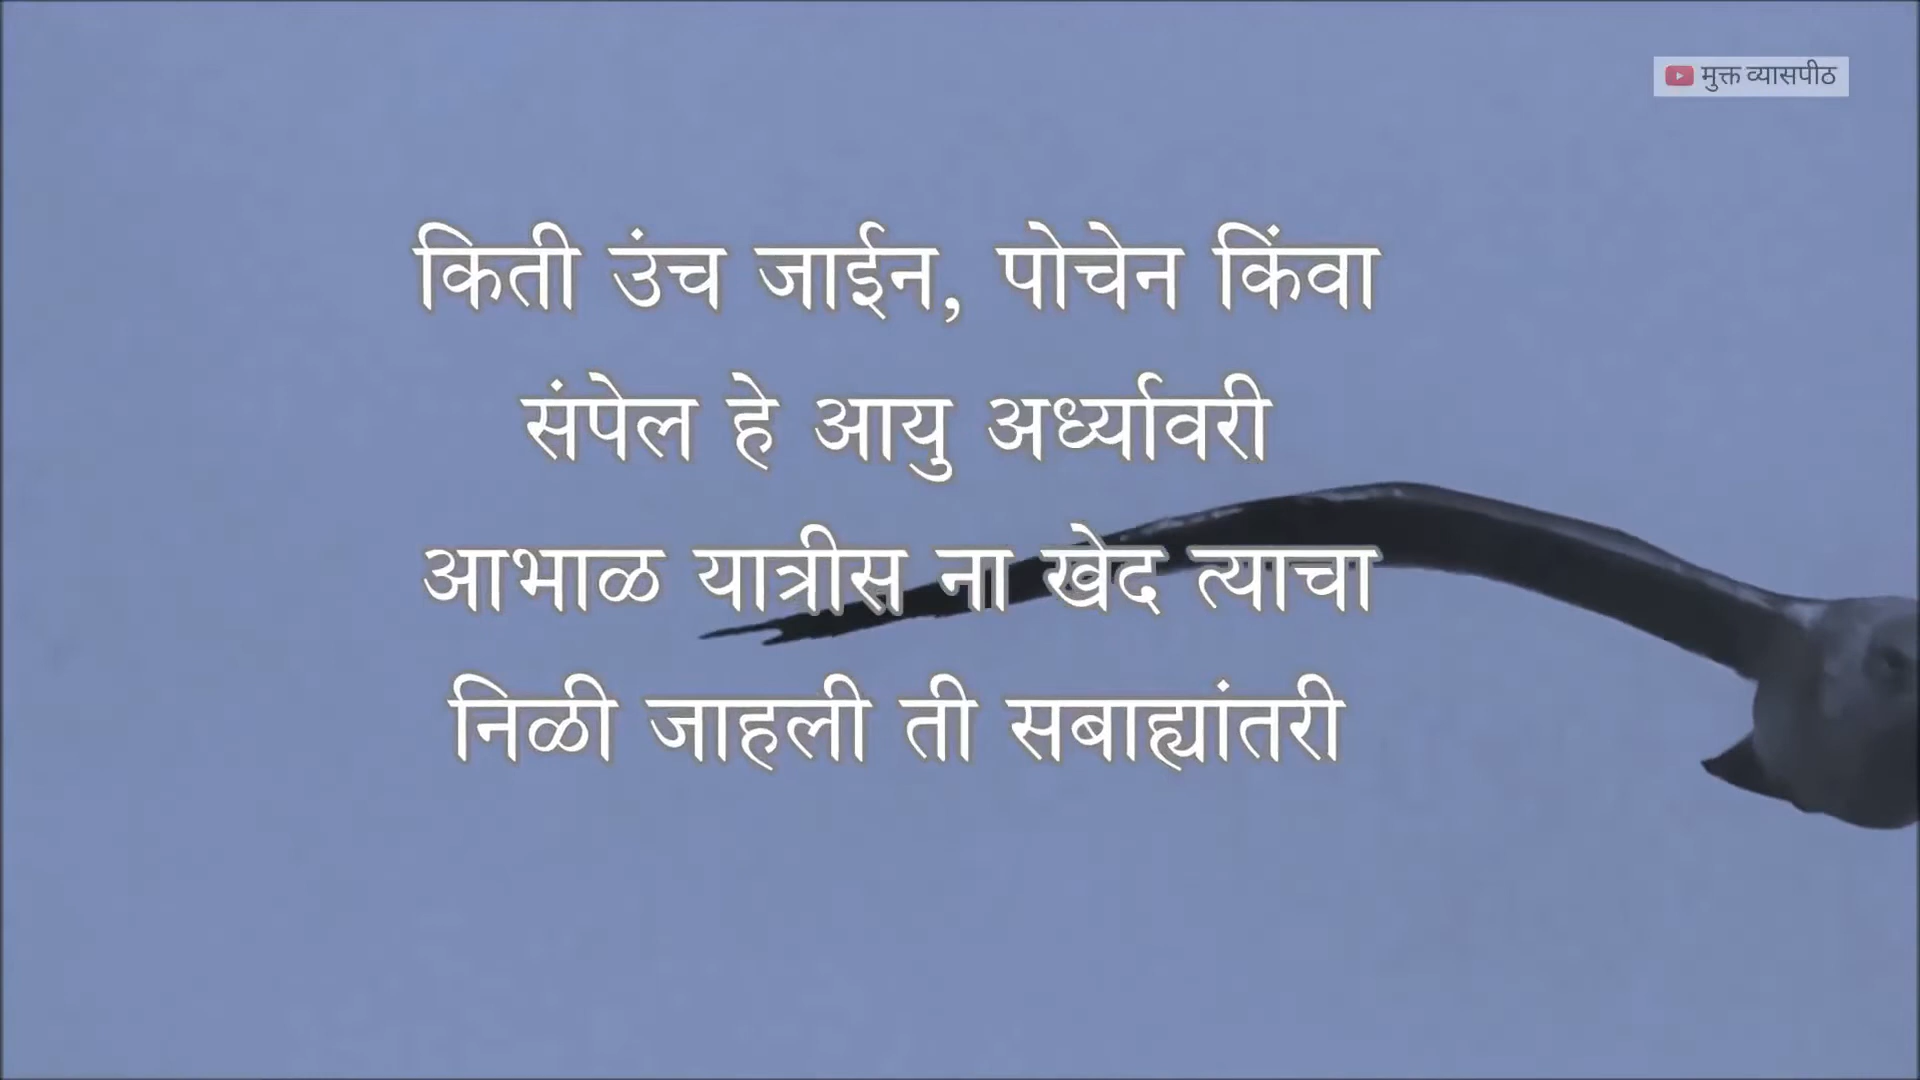 मुक्त व्यासपीठ
किती उंच जाईन, पोचेन किंवा
संपेल हे आयु अर्ध्यावरी
आभाळ यात्रीस ना खेद त्याचा
निळी जाहली ती सबाह्यांतरी